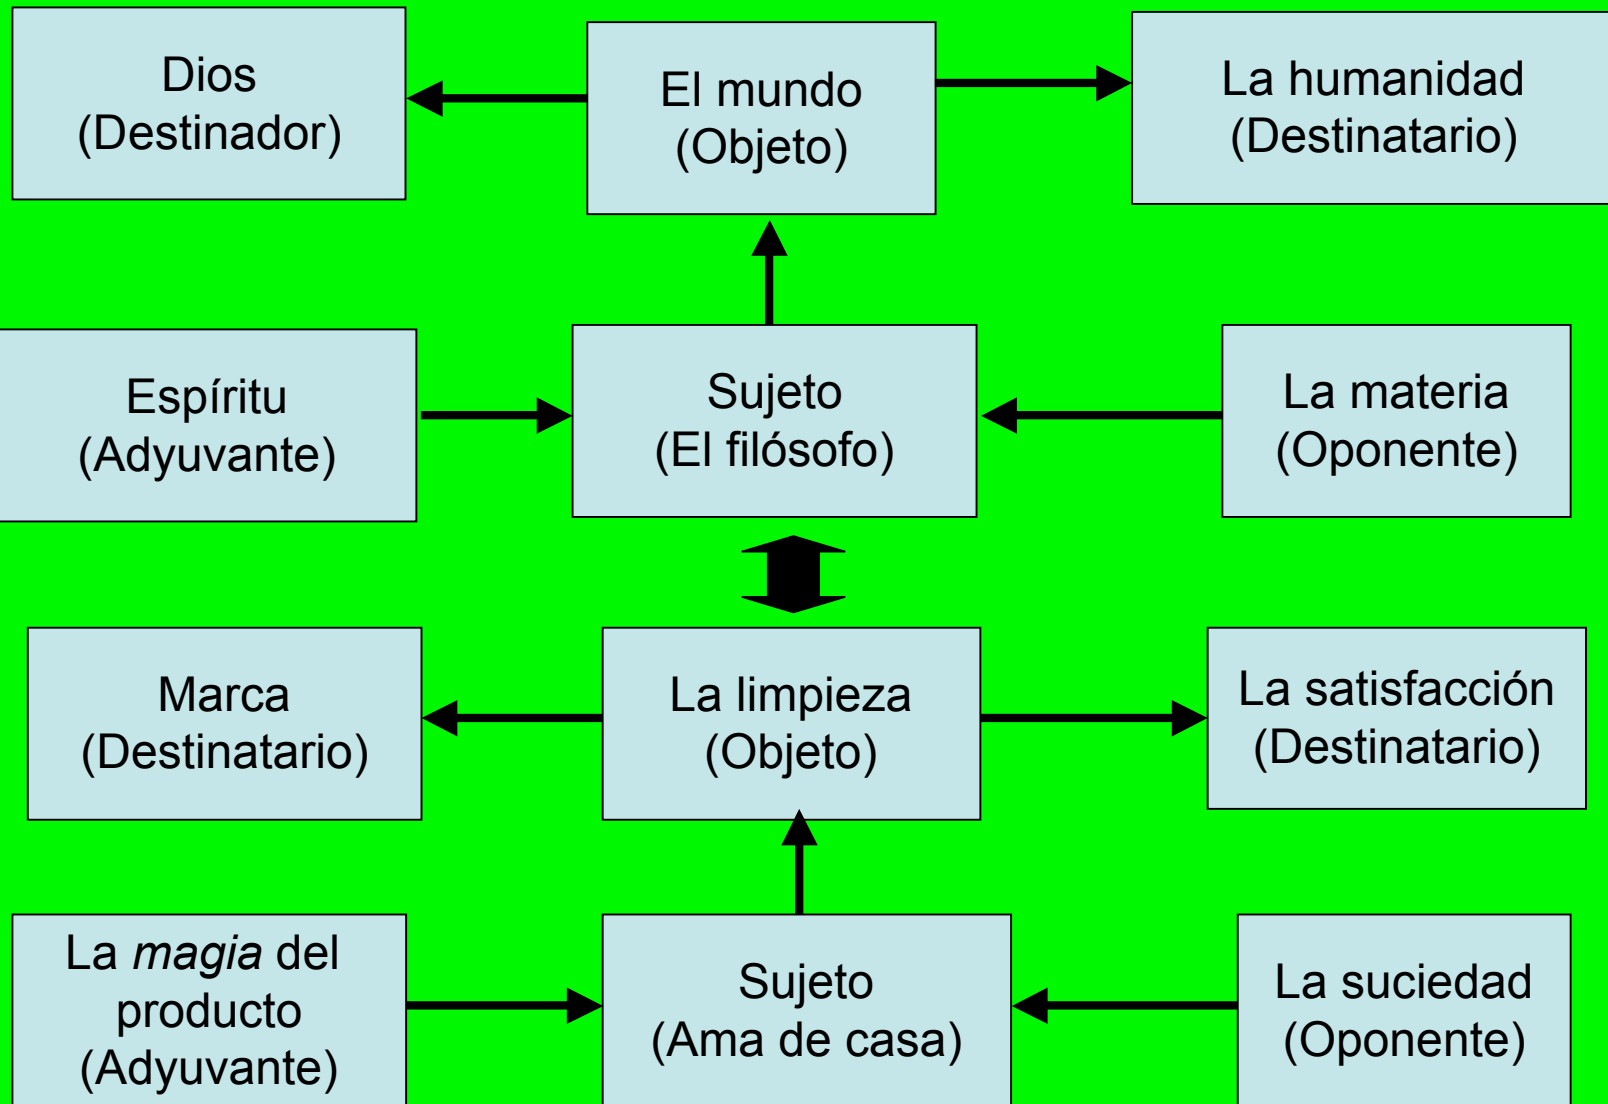 Dios
(Destinador)
El mundo
(Objeto)
La humanidad
(Destinatario)
Espíritu
(Adyuvante)
Sujeto
(El filósofo)
La materia
(Oponente)
Marca
(Destinatario)
La limpieza
(Objeto)
La satisfacción
(Destinatario)
La magia del
producto
(Adyuvante)
Sujeto
(Ama de casa)
La suciedad
(Oponente)